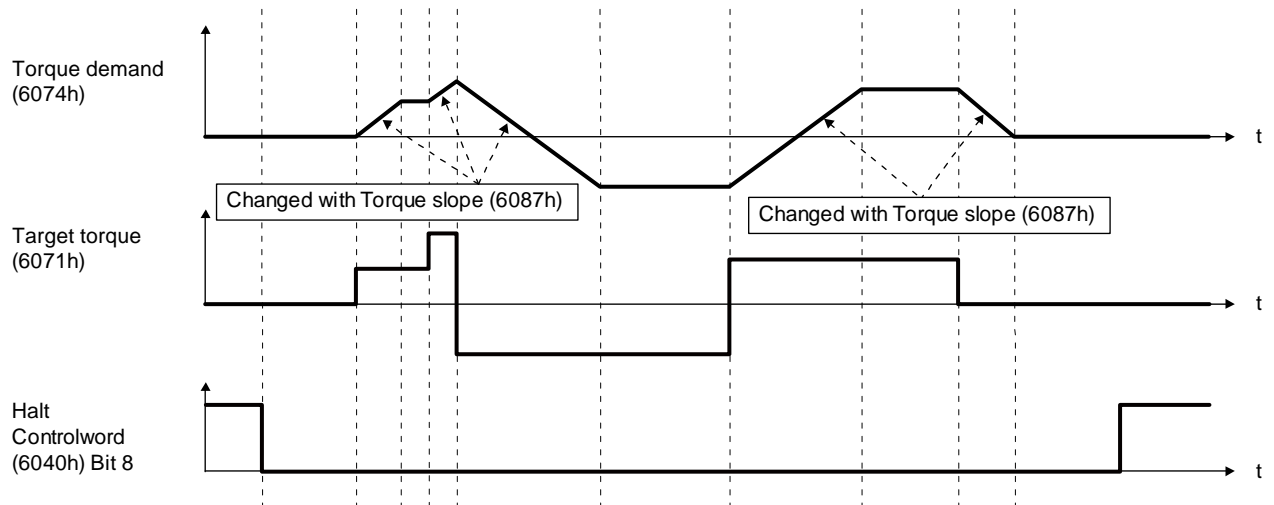 Torque demand
(6074h)
t
Changed with Torque slope (6087h)
Changed with Torque slope (6087h)
Target torque
(6071h)
t
Halt
Controlword
(6040h) Bit 8
t